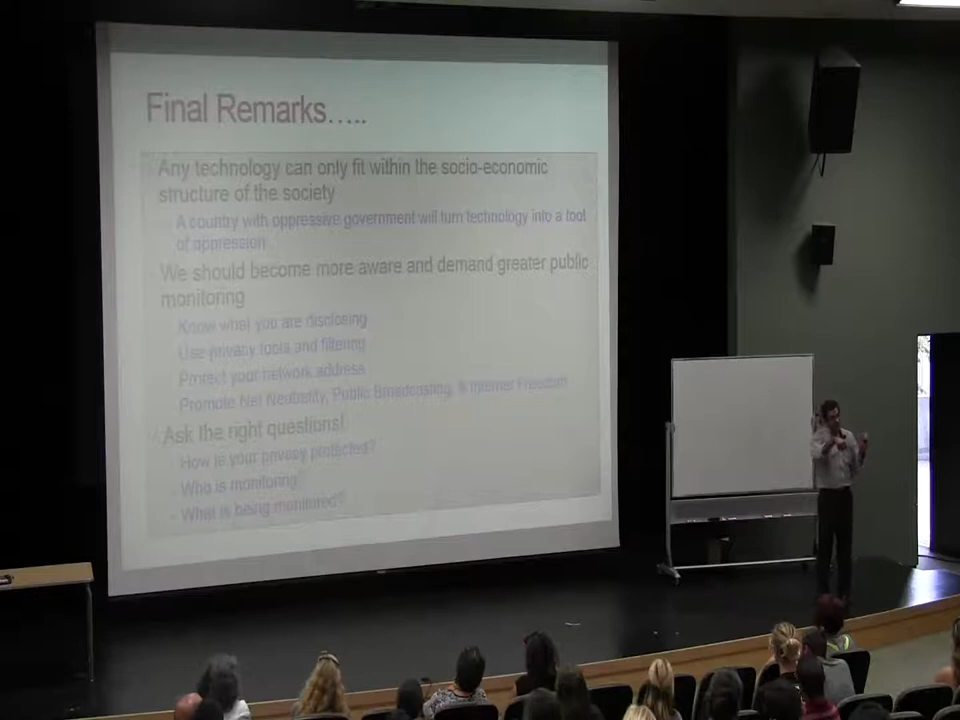 Final Remarks.....
Any technology can only fit within the socio-economic
structure of the society
A country with oppressive government will turn technology into a tool
of oppression
We should become more aware and demand greater public
monitoring
Know what you are disclosing
Use privacy tools and filtering
Protect your network address
Promote Net Neutrality, Public Broadcasting, & Internet Freedom
Ask the right questions!
How is your privacy protected?
Who is monitoring?
What is being monitored?